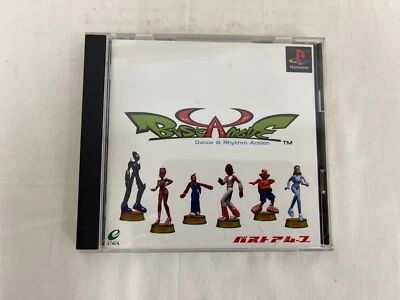 PlayStation
BUST A MOVE
Dance & Rhythm Action
TM
ENIX
バスト ア ムーブ